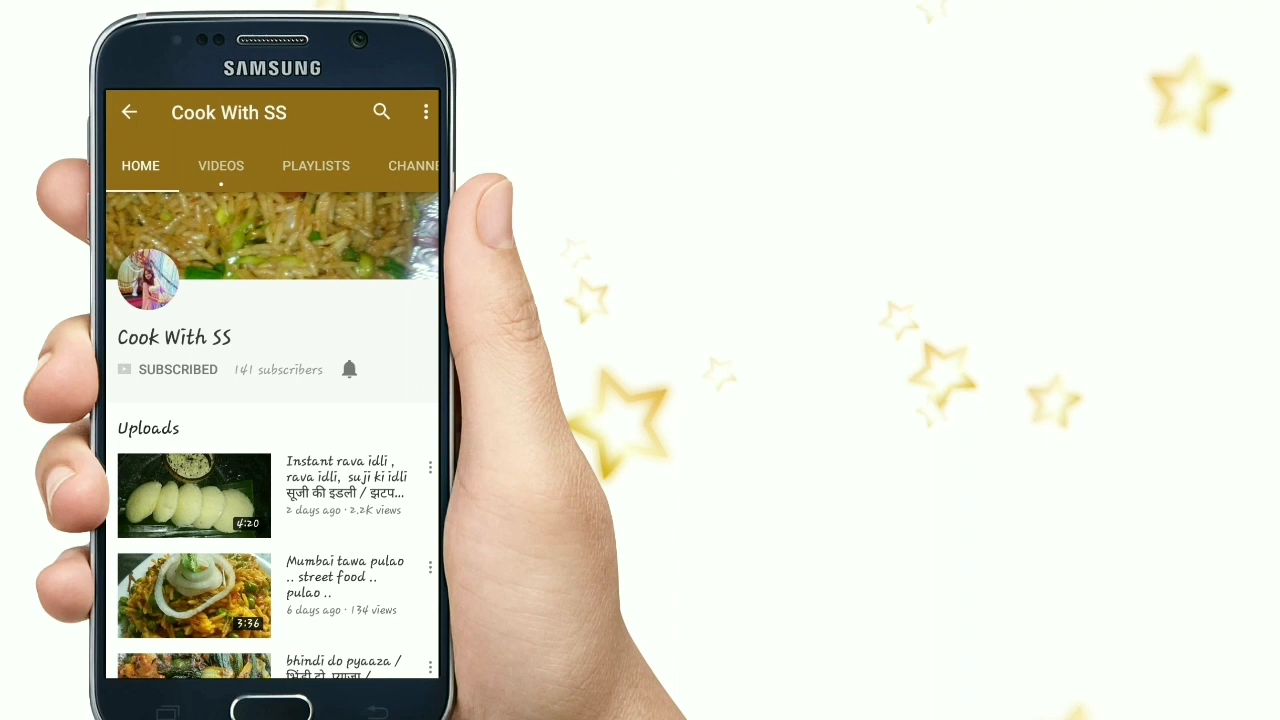 SAMSUNG
Cook With SS
HOME VIDEOS PLAYLISTS CHANNE
Cook With SS
SUBSCRIBED 141 subscribers
Uploads
Instant rava idli ,
rava idli, suji ki idli
सूजी की इडली / झटप...
2 days ago · 2.2K views
4:20
Mumbai tawa pulao
.. street food ..
pulao ..
6 days ago · 134 views
3:36
bhindi do pyaaza /
भिंडी दो प्याजा /